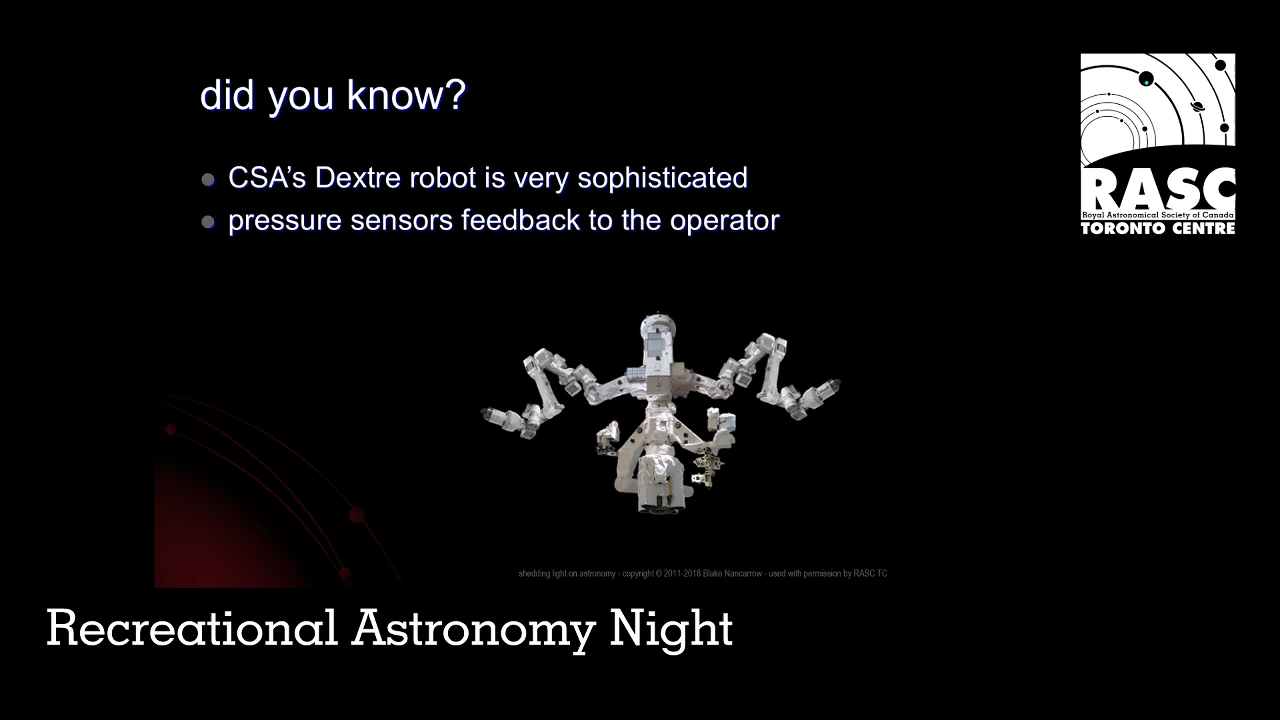 did you know?
CSA’s Dextre robot is very sophisticated
pressure sensors feedback to the operator
RASC
Royal Astronomical Society of Canada
TORONTO CENTRE
shedding light on astronomy - copyright © 2011-2018 Blake Nancarrow - used with permission by RASC TC
Recreational Astronomy Night